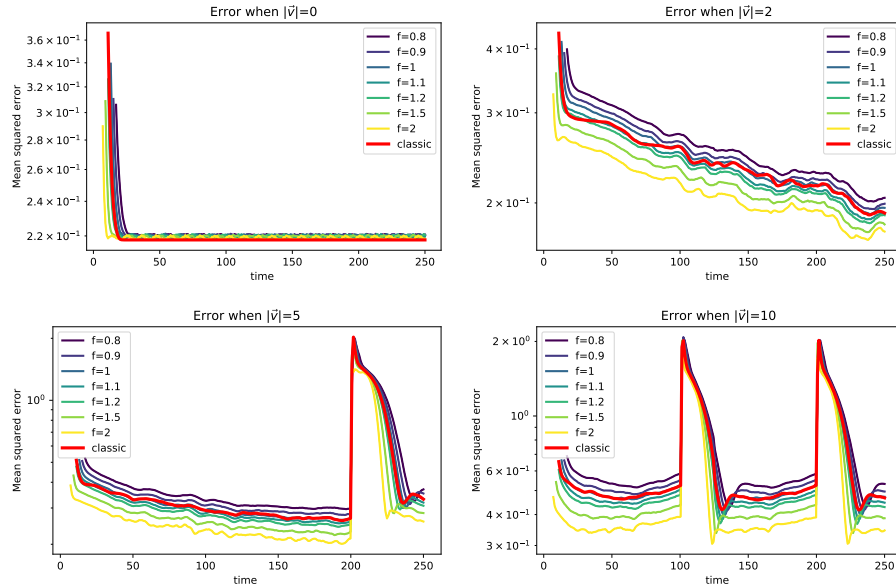 Error when |v⃗|=0
Mean squared error
3.6 × 10⁻¹
3.4 × 10⁻¹
3.2 × 10⁻¹
3 × 10⁻¹
2.8 × 10⁻¹
2.6 × 10⁻¹
2.4 × 10⁻¹
2.2 × 10⁻¹
f=0.8
f=0.9
f=1
f=1.1
f=1.2
f=1.5
f=2
classic
0 50 100 150 200 250
time
Error when |v⃗|=2
Mean squared error
4 × 10⁻¹
3 × 10⁻¹
2 × 10⁻¹
f=0.8
f=0.9
f=1
f=1.1
f=1.2
f=1.5
f=2
classic
0 50 100 150 200 250
time
Error when |v⃗|=5
Mean squared error
10⁰
f=0.8
f=0.9
f=1
f=1.1
f=1.2
f=1.5
f=2
classic
0 50 100 150 200 250
time
Error when |v⃗|=10
Mean squared error
2 × 10⁰
10⁰
6 × 10⁻¹
4 × 10⁻¹
3 × 10⁻¹
f=0.8
f=0.9
f=1
f=1.1
f=1.2
f=1.5
f=2
classic
0 50 100 150 200 250
time